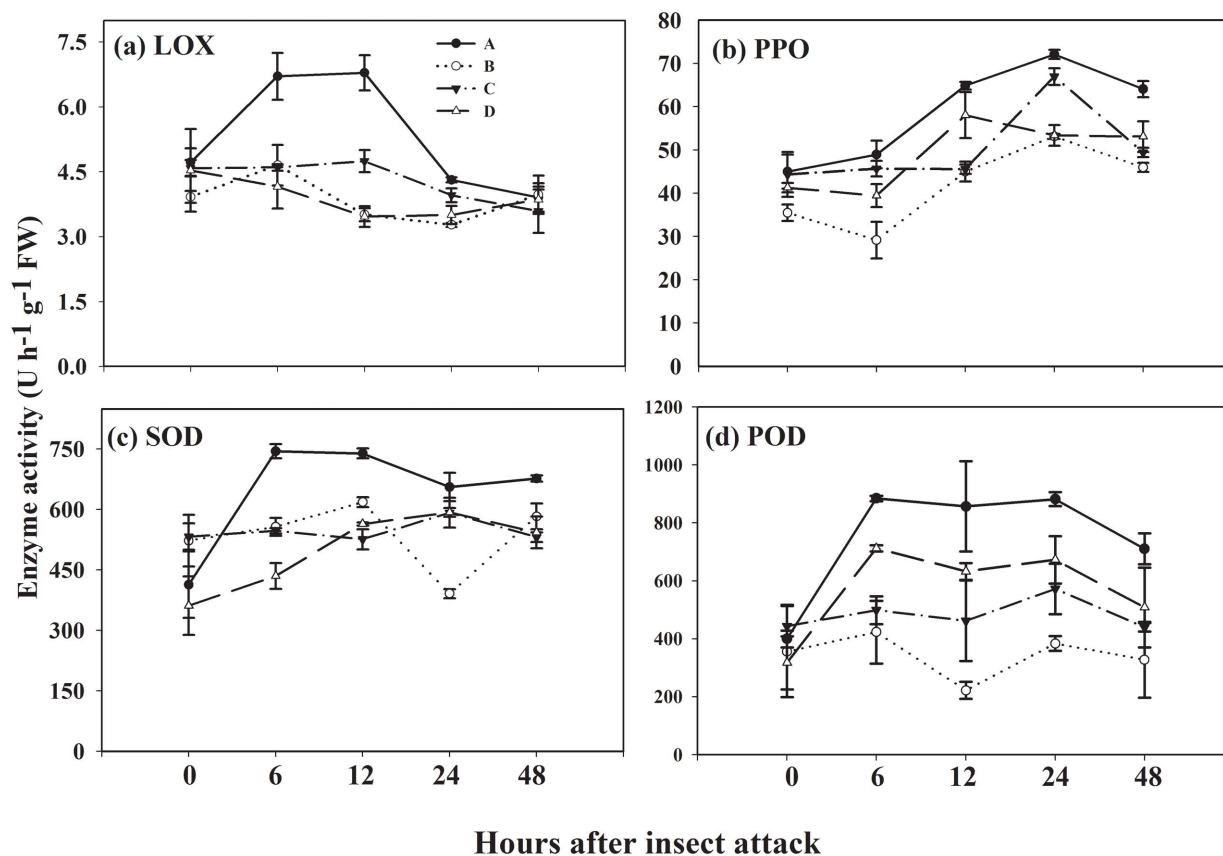 (a) LOX
A
B
C
D
7.5
6.0
4.5
3.0
1.5
0.0
(b) PPO
80
70
60
50
40
30
20
10
0
Enzyme activity (U h-1 g-1 FW)
(c) SOD
750
600
450
300
150
0
0 6 12 24 48
(d) POD
1200
1000
800
600
400
200
0
0 6 12 24 48
Hours after insect attack